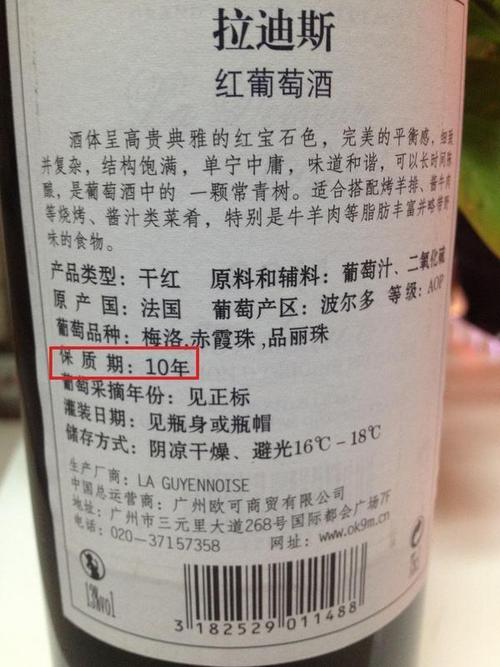 拉迪斯
红葡萄酒
酒体呈高贵典雅的红宝石色，完美的平衡感，细致
并复杂，结构饱满，单宁中庸，味道和谐，可以长时间陈
酿，是葡萄酒中的 一颗常青树。适合搭配烤羊排、酱牛肉
等烧烤、酱汁类菜肴，特别是牛羊肉等脂肪丰富并略带野
味的食物。
产品类型：干红 原料和辅料：葡萄汁、二氧化硫
原产国：法国 葡萄产区：波尔多 等级：AOP
葡萄品种：梅洛,赤霞珠,品丽珠
保质期：10年
葡萄采摘年份：见正标
灌装日期：见瓶身或瓶帽
储存方式：阴凉干燥、避光16℃-18℃
生产厂商：LA GUYENNOISE
中国总运营商：广州欧可商贸有限公司
地址：广州市三元里大道268号国际都会广场7F
电话：020-37157358 网址：www.ok9m.cn
13%vol
3 182529 011488